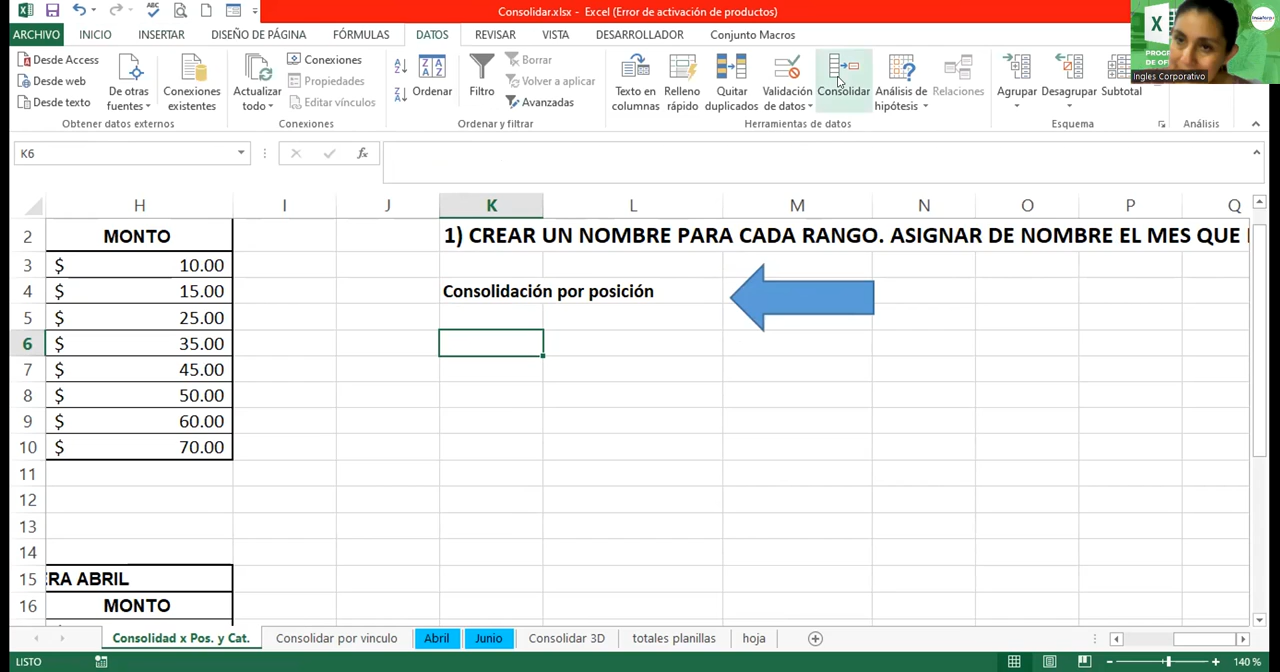 Consolidar.xlsx - Excel (Error de activación de productos)
ARCHIVO INICIO INSERTAR DISEÑO DE PÁGINA FÓRMULAS DATOS REVISAR VISTA DESARROLLADOR Conjunto Macros
Desde Access
Desde web
Desde texto
De otras
fuentes
Conexiones
existentes
Obtener datos externos
Actualizar
todo
Conexiones
Propiedades
Editar vínculos
Conexiones
Ordenar
Filtro
Borrar
Volver a aplicar
Avanzadas
Ordenar y filtrar
Texto en
columnas
Relleno
rápido
Quitar
duplicados
Validación
de datos
Consolidar
Análisis de
hipótesis
Relaciones
Herramientas de datos
Agrupar
Desagrupar
Subtotal
Esquema
Análisis
Ingles Corporativo
K6
fx
H I J K L M N O P Q
2 MONTO 1) CREAR UN NOMBRE PARA CADA RANGO. ASIGNAR DE NOMBRE EL MES QUE
3 $ 10.00
4 $ 15.00 Consolidación por posición
5 $ 25.00
6 $ 35.00
7 $ 45.00
8 $ 50.00
9 $ 60.00
10 $ 70.00
11
12
13
14
15 ERA ABRIL
16 MONTO
Consolidad x Pos. y Cat. Consolidar por vinculo Abril Junio Consolidar 3D totales planillas hoja
LISTO 140 %